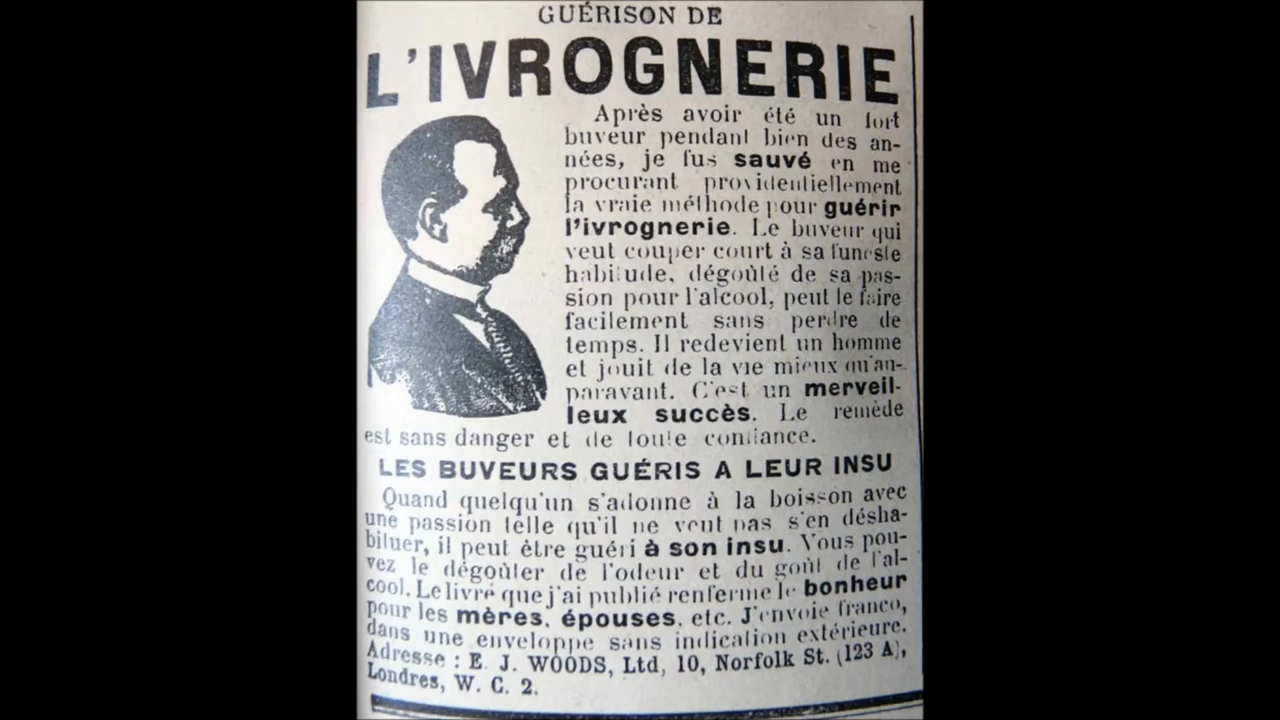 GUÉRISON DE
L'IVROGNERIE
Après avoir été un fort
buveur pendant bien des an-
nées, je fus sauvé en me
procurant providentiellement
la vraie méthode pour guérir
l'ivrognerie. Le buveur qui
veut couper court à sa funeste
habitude, dégoûté de sa pas-
sion pour l'alcool, peut le faire
facilement sans perdre de
temps. Il redevient un homme
et jouit de la vie mieux qu'au-
paravant. C'est un merveil-
leux succès. Le remède
est sans danger et de toute confiance.
LES BUVEURS GUÉRIS A LEUR INSU
Quand quelqu'un s'adonne à la boisson avec
une passion telle qu'il ne veut pas s'en désha-
bituer, il peut être guéri à son insu. Vous pou-
vez le dégoûter de l'odeur et du goût de l'al-
cool. Le livre que j'ai publié renferme le bonheur
pour les mères, épouses, etc. J'envoie franco,
dans une enveloppe sans indication extérieure.
Adresse : E. J. WOODS, Ltd, 10, Norfolk St. (123 A),
Londres, W. C. 2.